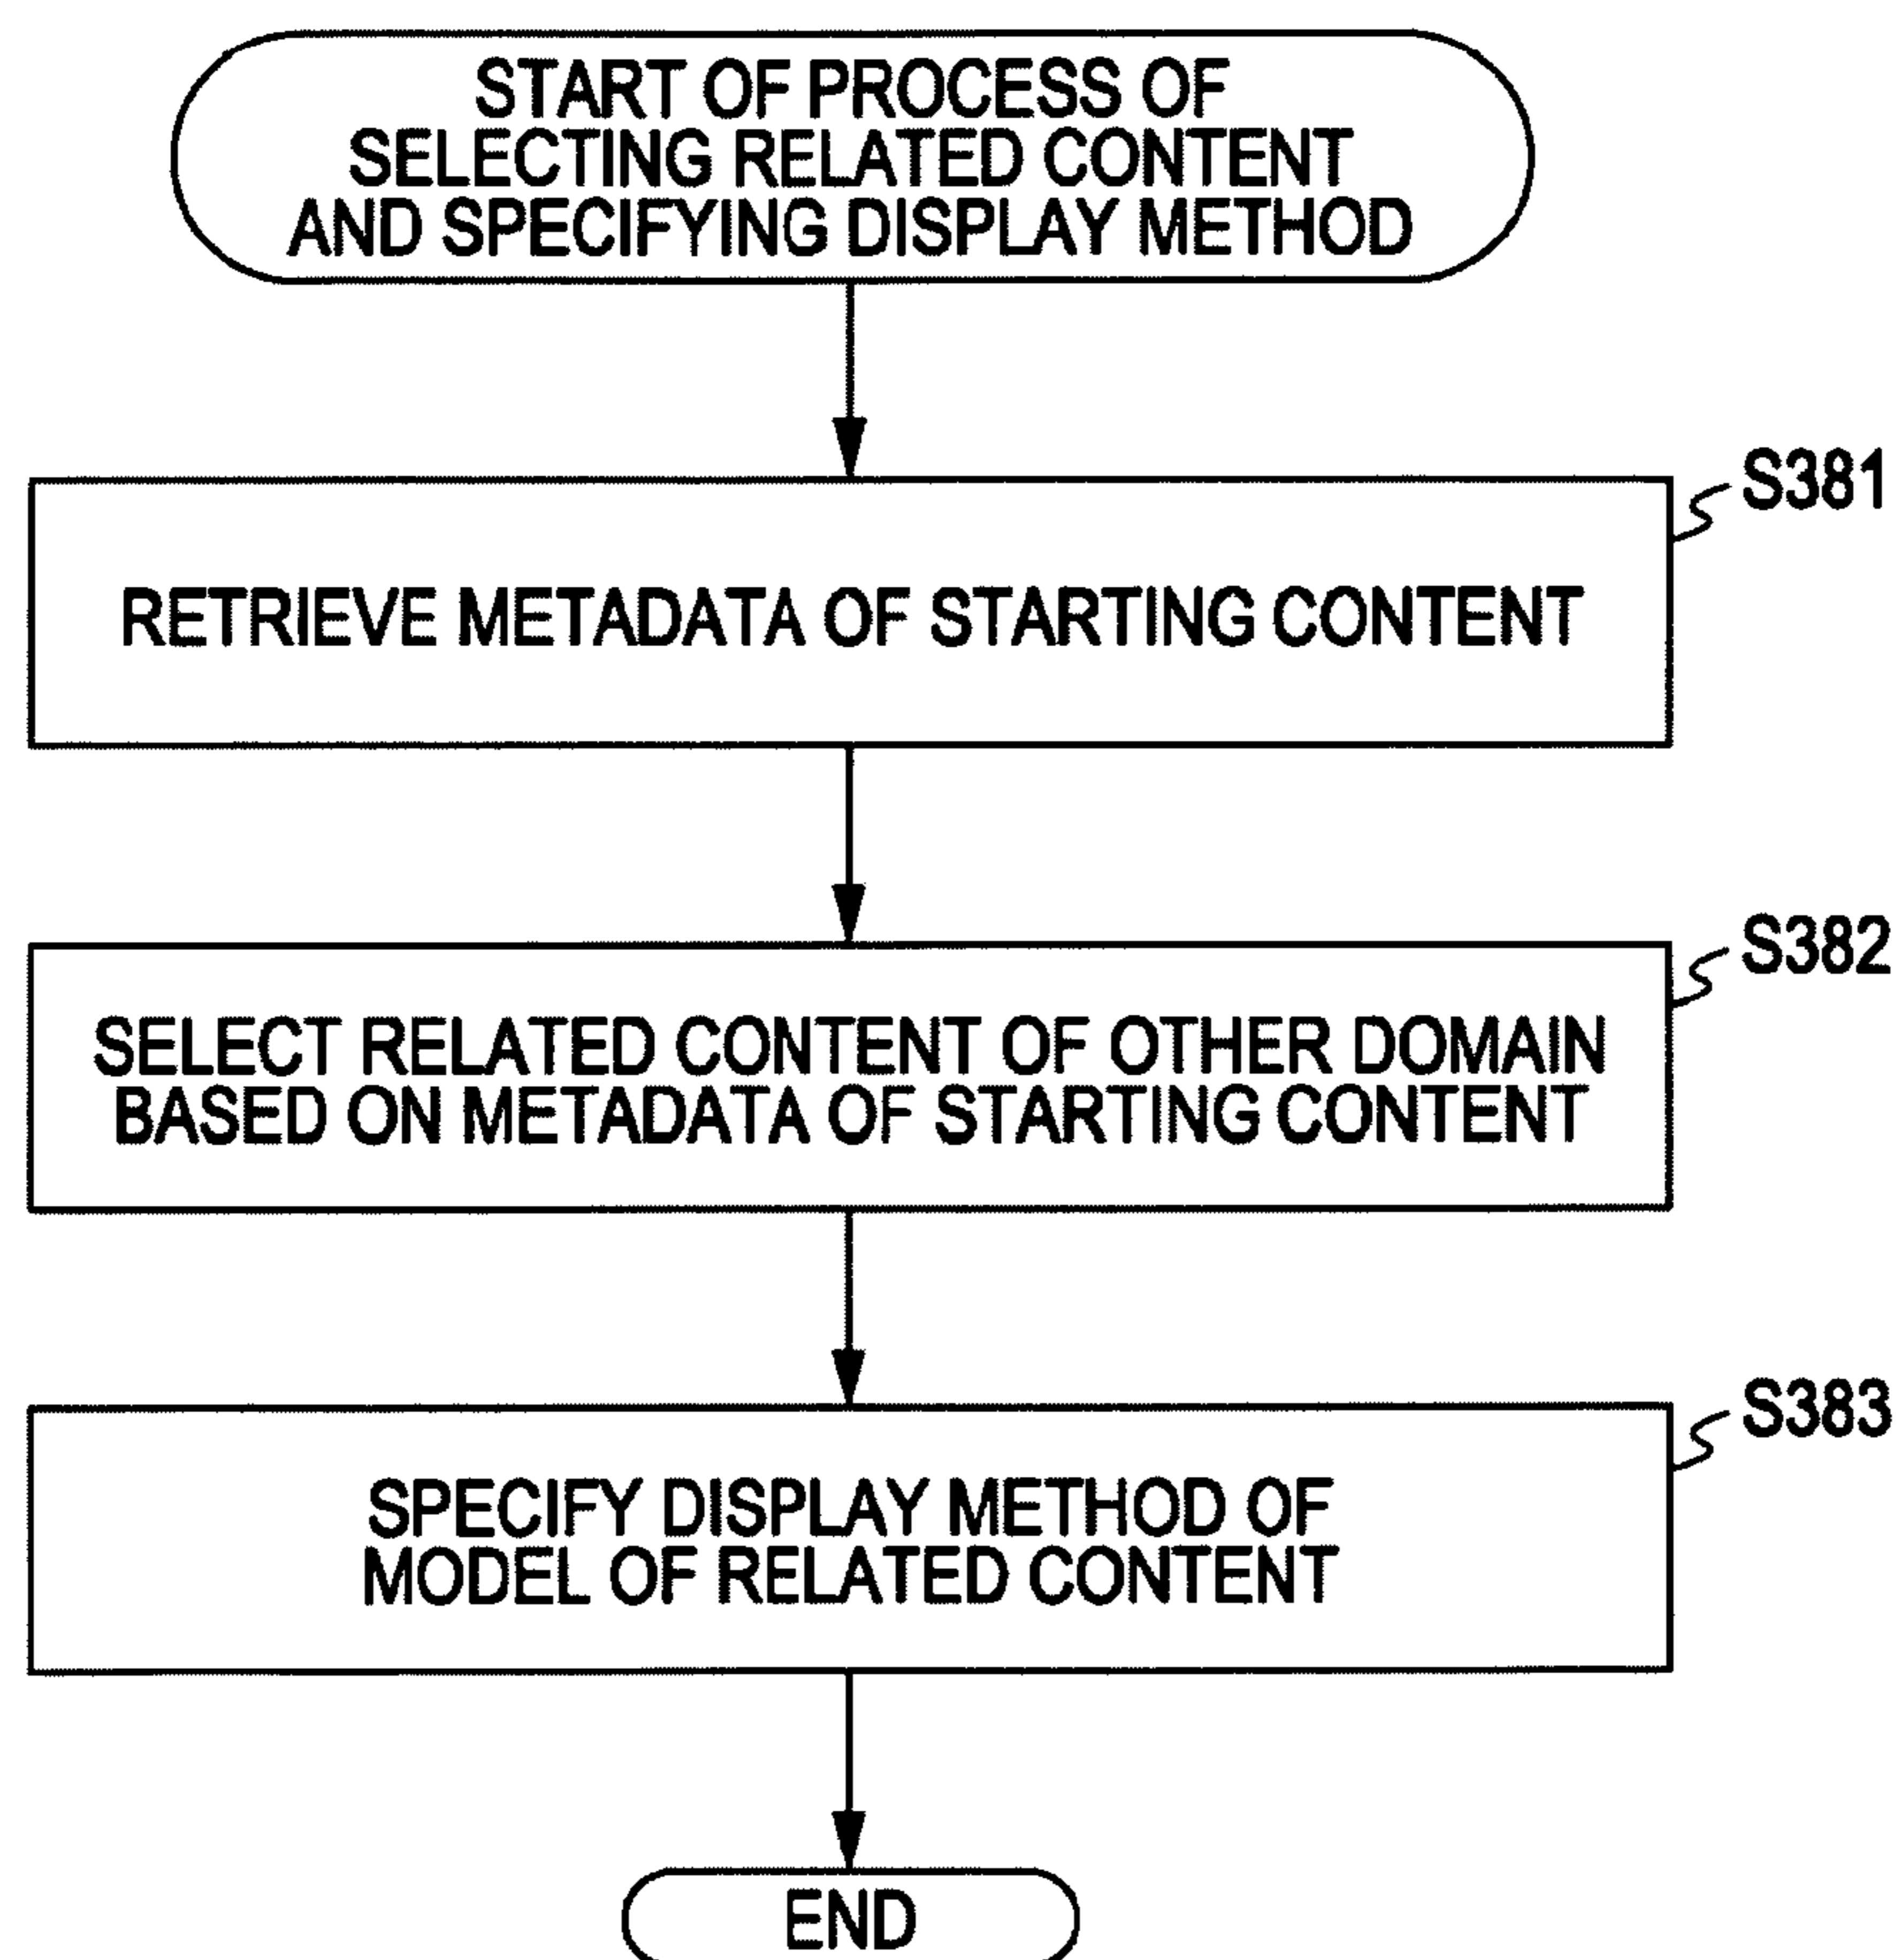 START OF PROCESS OF
SELECTING RELATED CONTENT
AND SPECIFYING DISPLAY METHOD
S381
RETRIEVE METADATA OF STARTING CONTENT
S382
SELECT RELATED CONTENT OF OTHER DOMAIN
BASED ON METADATA OF STARTING CONTENT
S383
SPECIFY DISPLAY METHOD OF
MODEL OF RELATED CONTENT
END